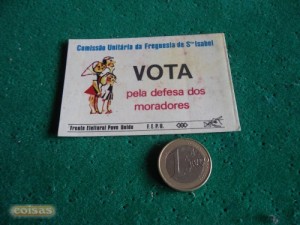 Comissão Unitária da Freguesia de Sta Isabel
VOTA
pela defesa dos
moradores
Frente Eleitoral Povo Unido F.E.P.U.
1 EURO
coisas